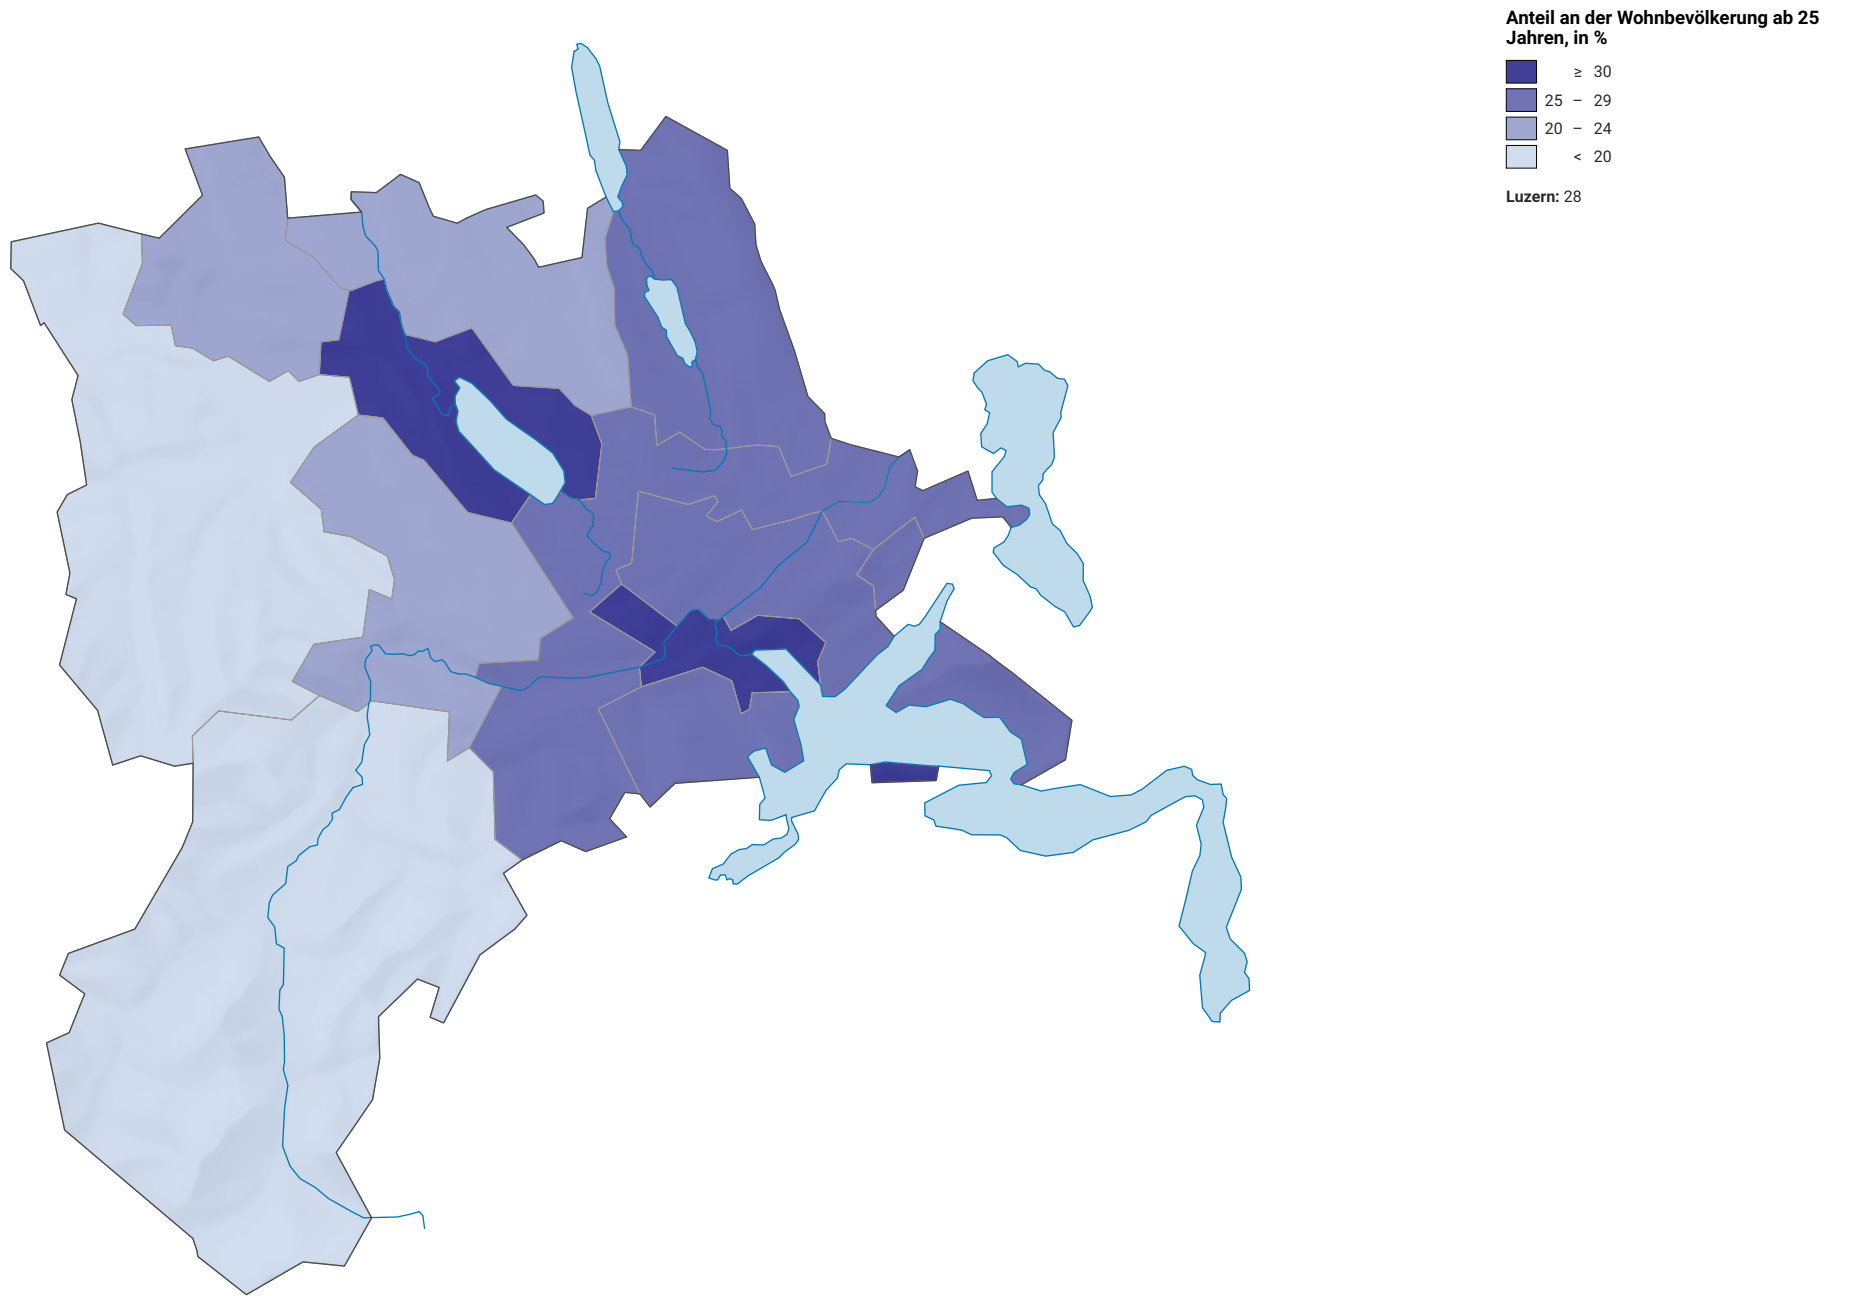 Anteil an der Wohnbevölkerung ab 25
Jahren, in %
≥ 30
25 – 29
20 – 24
< 20
Luzern: 28